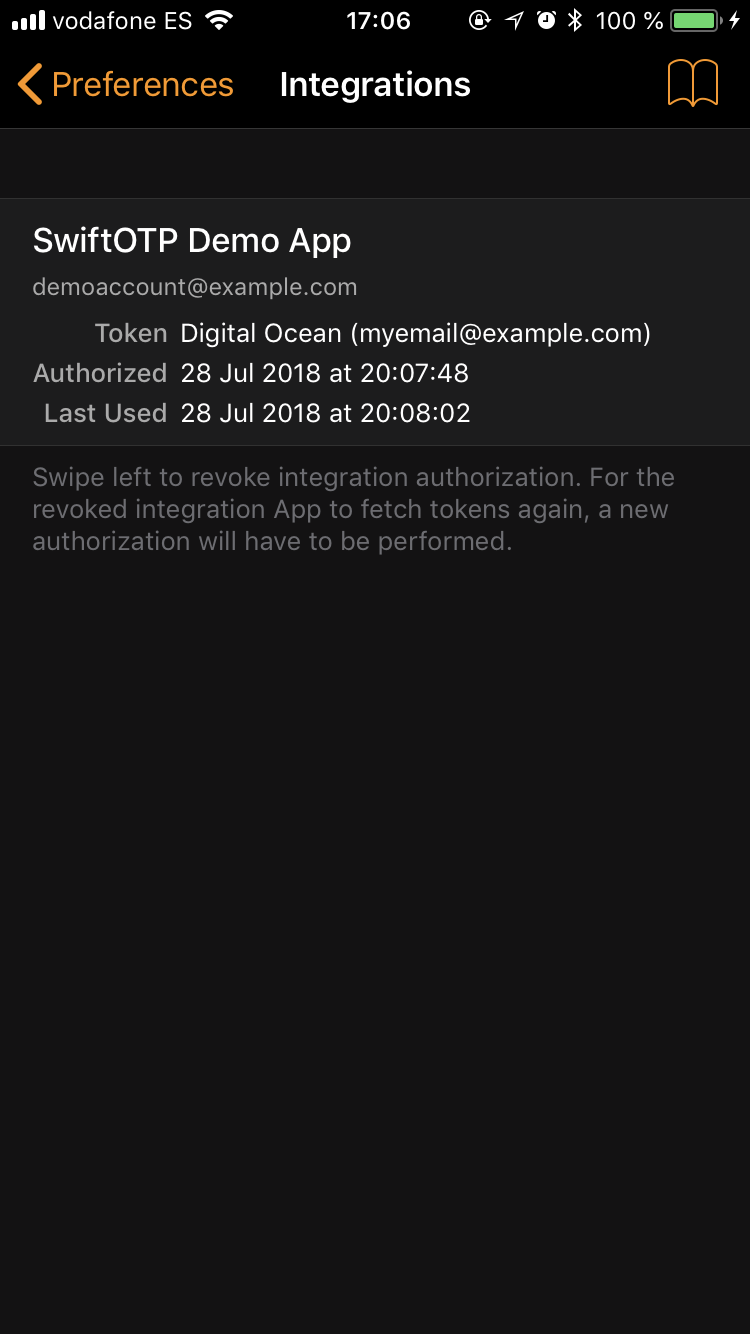 vodafone ES 17:06 100 %
Preferences Integrations
SwiftOTP Demo App
demoaccount@example.com
Token Digital Ocean (myemail@example.com)
Authorized 28 Jul 2018 at 20:07:48
Last Used 28 Jul 2018 at 20:08:02
Swipe left to revoke integration authorization. For the
revoked integration App to fetch tokens again, a new
authorization will have to be performed.